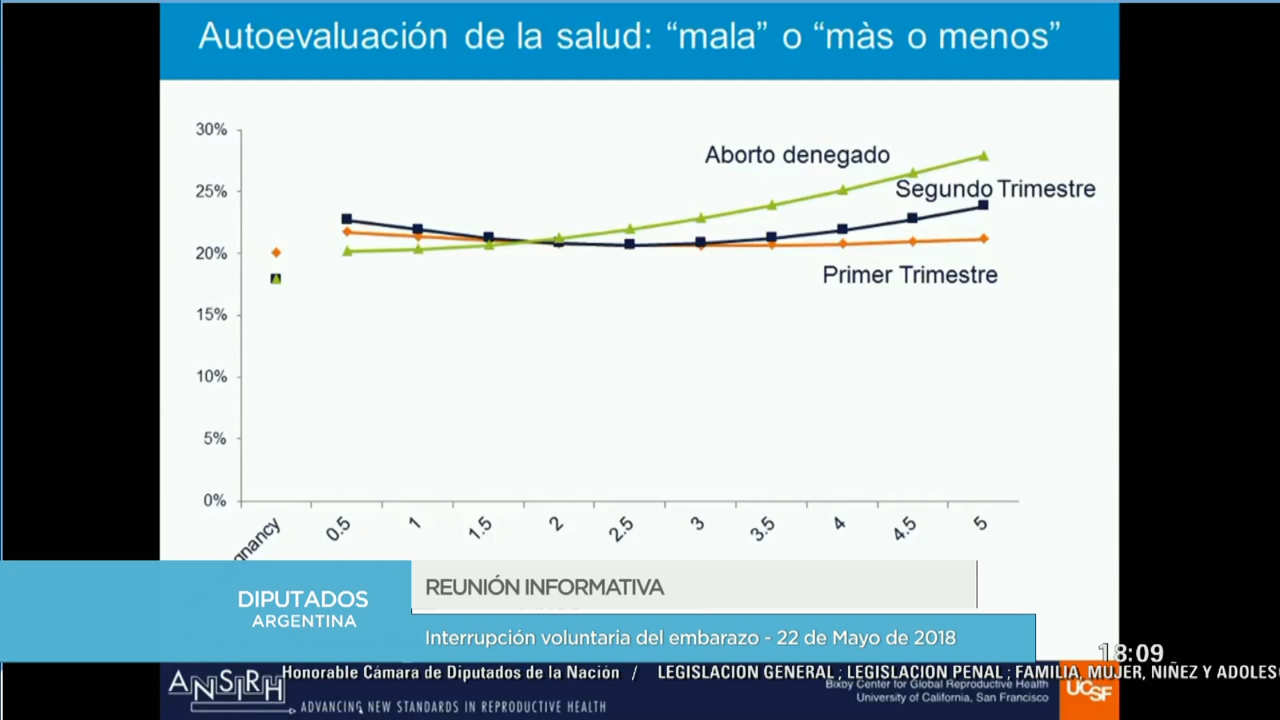 Autoevaluación de la salud: “mala” o “màs o menos”
30%
25%
20%
15%
10%
5%
0%
Aborto denegado
Segundo Trimestre
Primer Trimestre
0.5
1
1.5
2
2.5
3
3.5
4
4.5
5
DIPUTADOS
ARGENTINA
REUNIÓN INFORMATIVA
Interrupción voluntaria del embarazo - 22 de Mayo de 2018
18:09
Honorable Cámara de Diputados de la Nación / LEGISLACION GENERAL ; LEGISLACION PENAL ; FAMILIA, MUJER, NIÑEZ Y ADOLES
ANSIRH
ADVANCING NEW STANDARDS IN REPRODUCTIVE HEALTH
Bixby Center for Global Reproductive Health
University of California, San Francisco
UCSF